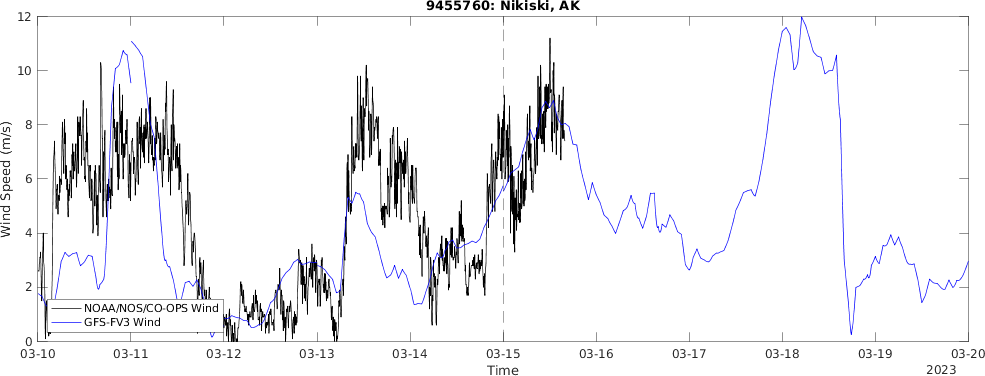 9455760: Nikiski, AK
Wind Speed (m/s)
12
10
8
6
4
2
0
NOAA/NOS/CO-OPS Wind
GFS-FV3 Wind
03-10 03-11 03-12 03-13 03-14 03-15 03-16 03-17 03-18 03-19 03-20
Time
2023